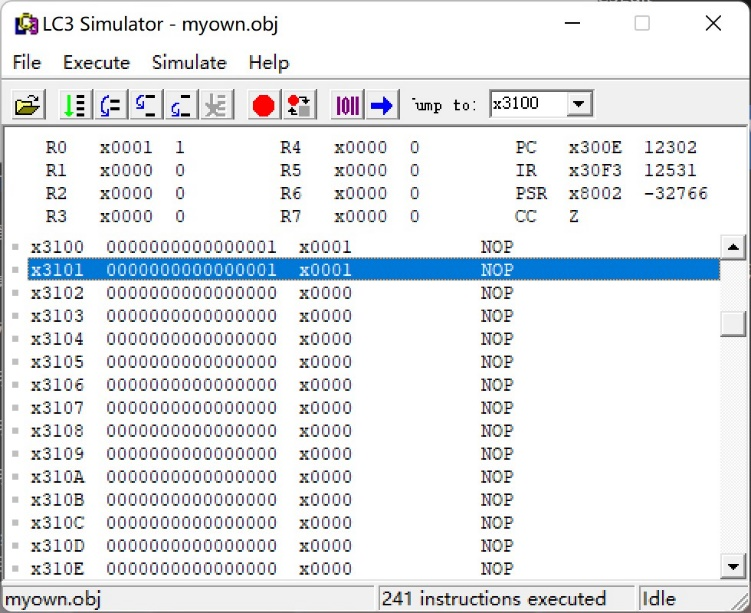 LC3 Simulator - myown.obj
File Execute Simulate Help
Jump to: x3100
R0 x0001 1 R4 x0000 0 PC x300E 12302
R1 x0000 0 R5 x0000 0 IR x30F3 12531
R2 x0000 0 R6 x0000 0 PSR x8002 -32766
R3 x0000 0 R7 x0000 0 CC Z
x3100 0000000000000001 x0001 NOP
x3101 0000000000000001 x0001 NOP
x3102 0000000000000000 x0000 NOP
x3103 0000000000000000 x0000 NOP
x3104 0000000000000000 x0000 NOP
x3105 0000000000000000 x0000 NOP
x3106 0000000000000000 x0000 NOP
x3107 0000000000000000 x0000 NOP
x3108 0000000000000000 x0000 NOP
x3109 0000000000000000 x0000 NOP
x310A 0000000000000000 x0000 NOP
x310B 0000000000000000 x0000 NOP
x310C 0000000000000000 x0000 NOP
x310D 0000000000000000 x0000 NOP
x310E 0000000000000000 x0000 NOP
myown.obj 241 instructions executed Idle